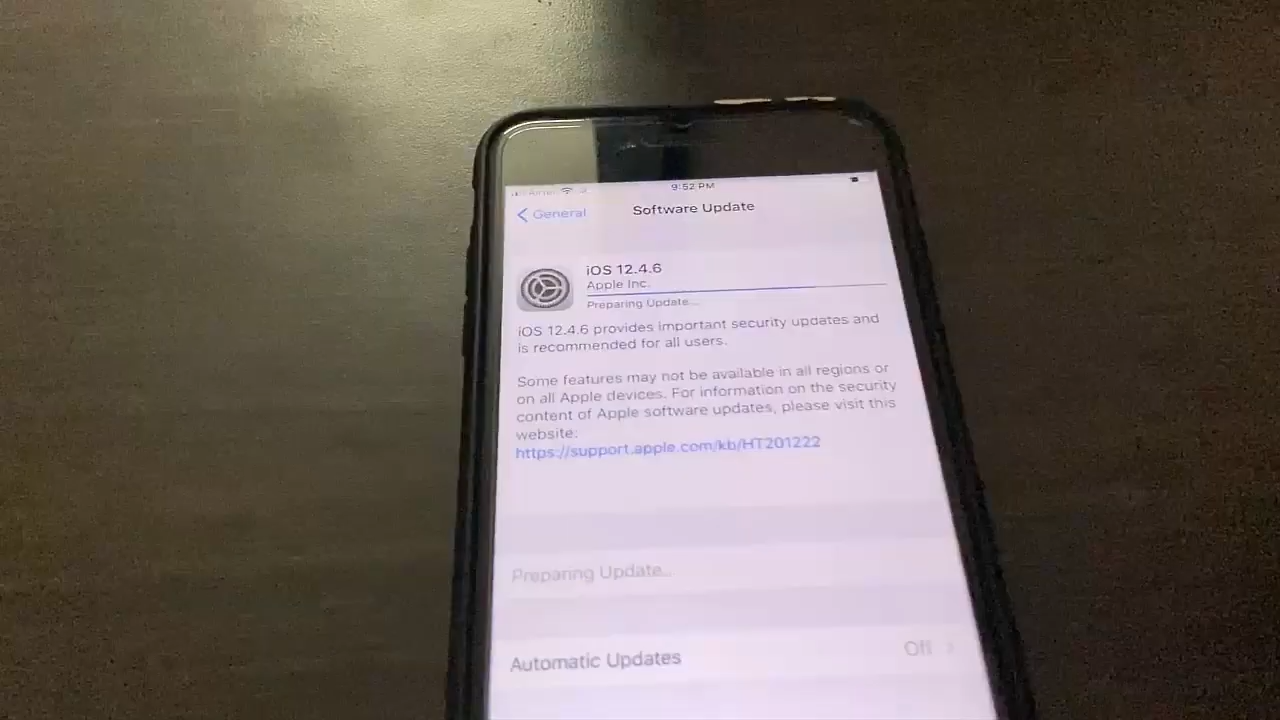 Airtel
9:52 PM
General
Software Update
iOS 12.4.6
Apple Inc.
Preparing Update...
iOS 12.4.6 provides important security updates and
is recommended for all users.
Some features may not be available in all regions or
on all Apple devices. For information on the security
content of Apple software updates, please visit this
website:
https://support.apple.com/kb/HT201222
Preparing Update...
Automatic Updates
Off